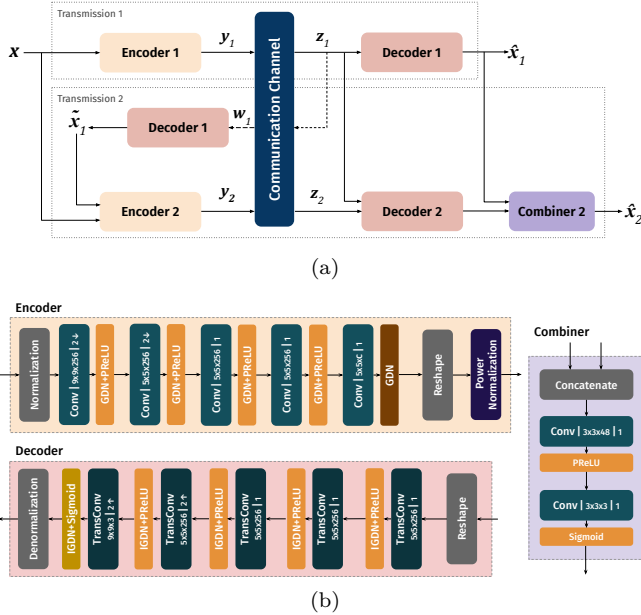 Transmission 1
x
Encoder 1
y1
Communication Channel
z1
Decoder 1
x̂1
Transmission 2
x̃1
Decoder 1
w1
Encoder 2
y2
z2
Decoder 2
Combiner 2
x̂2
(a)
Encoder
Normalization
Conv | 9x9x256 | 2↓
GDN+PReLU
Conv | 5x5x256 | 2↓
GDN+PReLU
Conv | 5x5x256 | 1
GDN+PReLU
Conv | 5x5x256 | 1
GDN+PReLU
Conv | 5x5xC | 1
GDN
Reshape
Power
Normalization
Decoder
Denormalization
IGDN+Sigmoid
TransConv
9x9x3 | 2↑
IGDN+PReLU
TransConv
5x5x256 | 2↑
IGDN+PReLU
TransConv
5x5x256 | 1
IGDN+PReLU
TransConv
5x5x256 | 1
IGDN+PReLU
TransConv
5x5x256 | 1
Reshape
Combiner
Concatenate
Conv | 3x3x48 | 1
PReLU
Conv | 3x3x3 | 1
Sigmoid
(b)